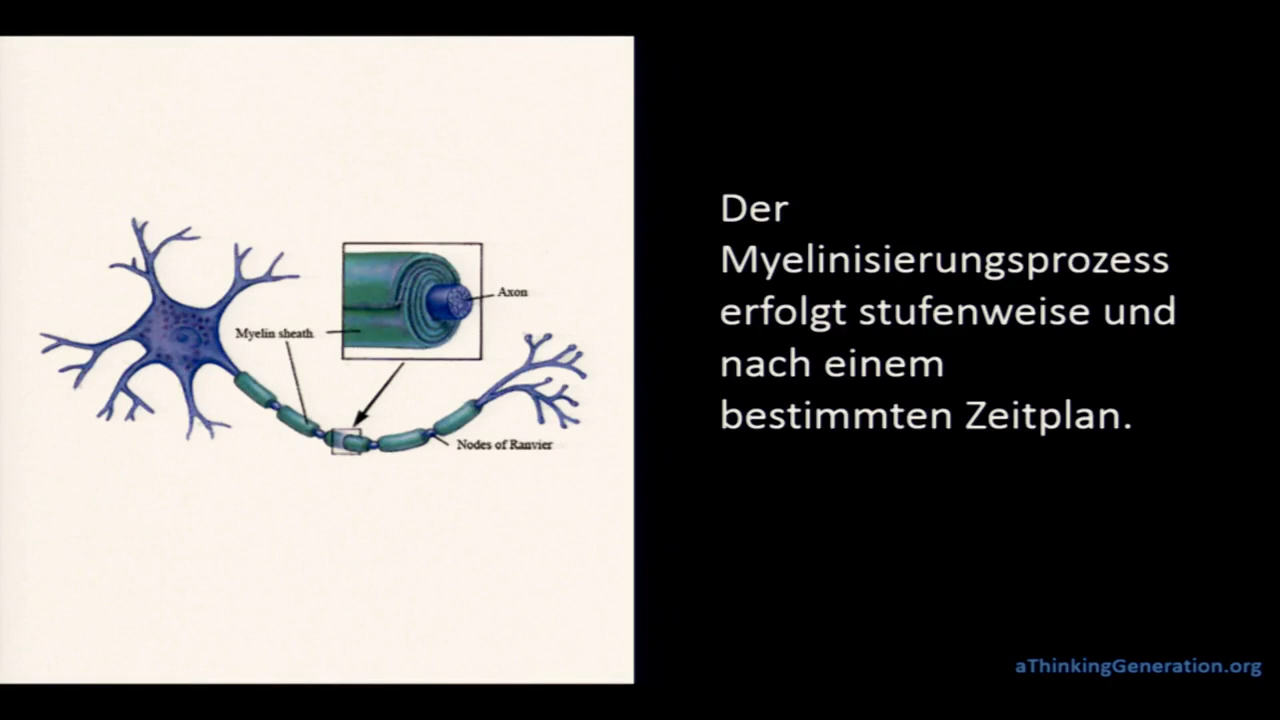 Axon
Myelin sheath
Nodes of Ranvier
Der
Myelinisierungsprozess
erfolgt stufenweise und
nach einem
bestimmten Zeitplan.
aThinkingGeneration.org